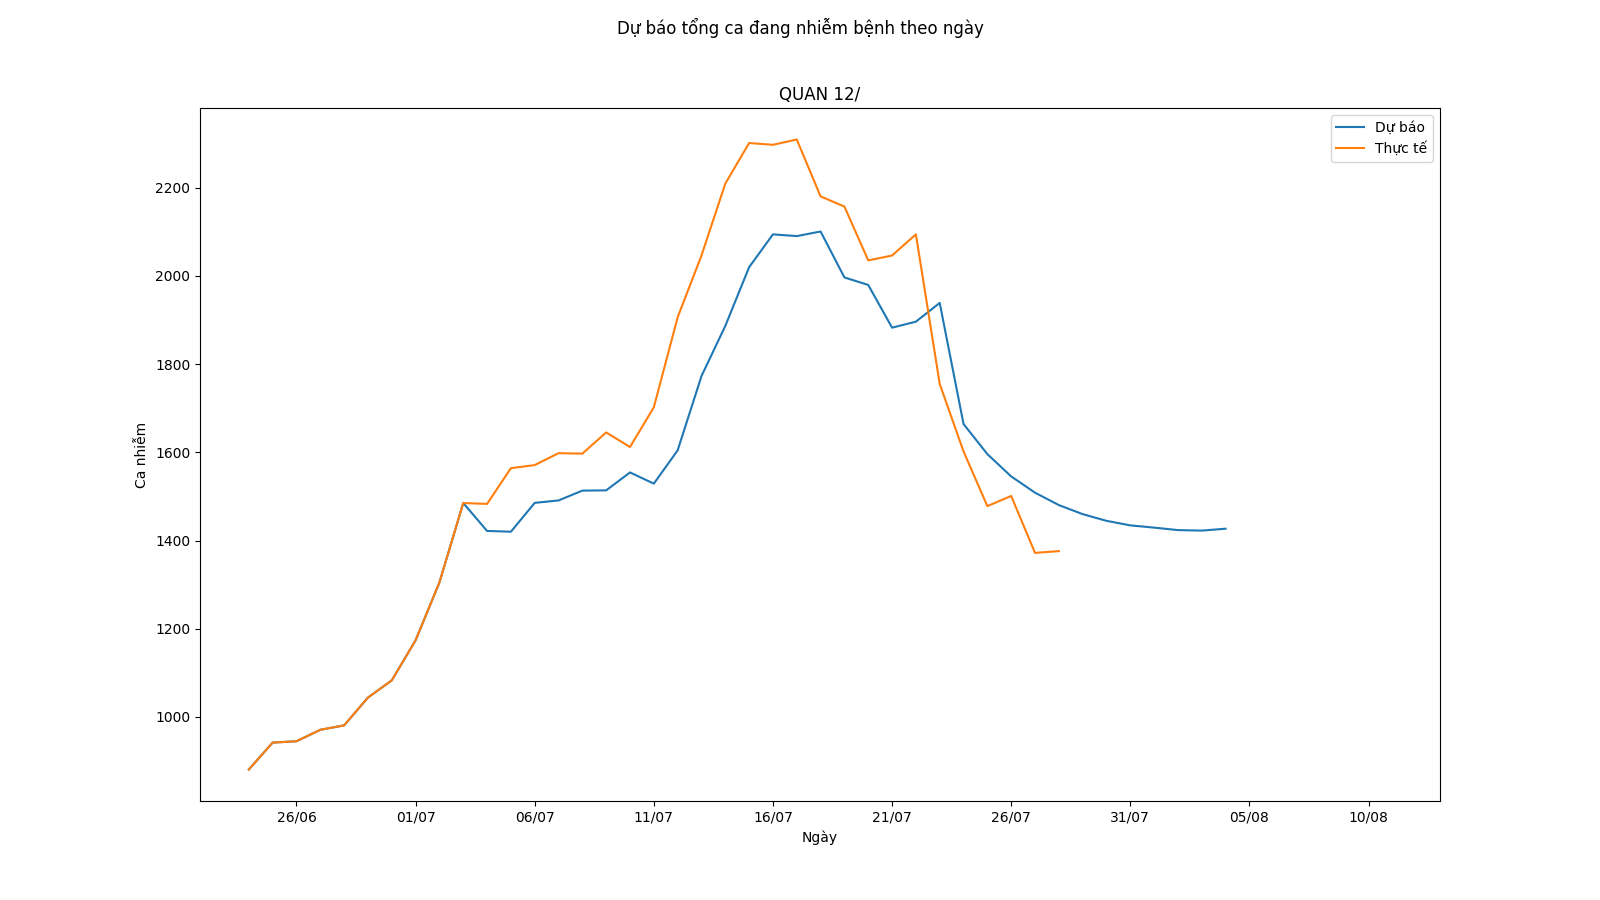 Dự báo tổng ca đang nhiễm bệnh theo ngày
QUAN 12/
Dự báo
Thực tế
2200
2000
1800
1600
1400
1200
1000
Ca nhiễm
26/06 01/07 06/07 11/07 16/07 21/07 26/07 31/07 05/08 10/08
Ngày